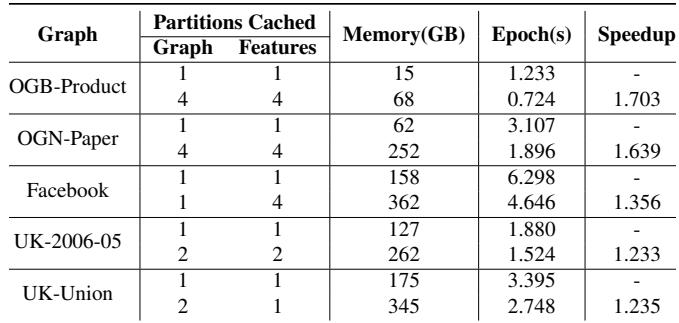 Graph Partitions Cached Memory(GB) Epoch(s) Speedup
Graph Features
OGB-Product 1 1 15 1.233 -
4 4 68 0.724 1.703
OGN-Paper 1 1 62 3.107 -
4 4 252 1.896 1.639
Facebook 1 1 158 6.298 -
1 4 362 4.646 1.356
UK-2006-05 1 1 127 1.880 -
2 2 262 1.524 1.233
UK-Union 1 1 175 3.395 -
2 1 345 2.748 1.235